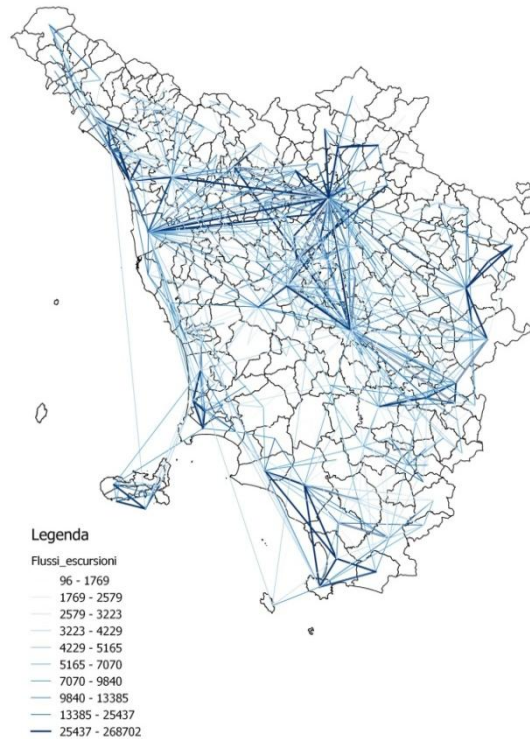 Legenda
Flussi_escursioni
96 - 1769
1769 - 2579
2579 - 3223
3223 - 4229
4229 - 5165
5165 - 7070
7070 - 9840
9840 - 13385
13385 - 25437
25437 - 268702